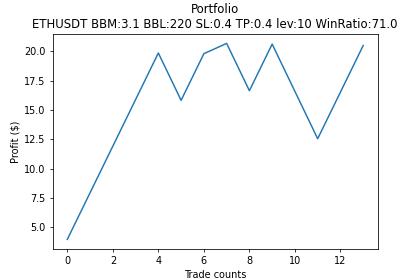 Portfolio
ETHUSDT BBM:3.1 BBL:220 SL:0.4 TP:0.4 lev:10 WinRatio:71.0
20.0
17.5
15.0
12.5
10.0
7.5
5.0
Profit ($)
0 2 4 6 8 10 12
Trade counts